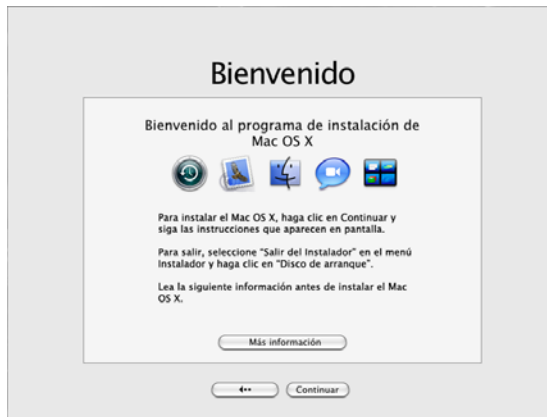 Bienvenido
Bienvenido al programa de instalación de
Mac OS X
Para instalar el Mac OS X, haga clic en Continuar y
siga las instrucciones que aparecen en pantalla.
Para salir, seleccione "Salir del Instalador" en el menú
Instalador y haga clic en "Disco de arranque".
Lea la siguiente información antes de instalar el Mac
OS X.
Más información
Continuar